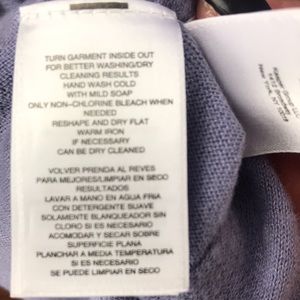 TURN GARMENT INSIDE OUT
FOR BETTER WASHING/DRY
CLEANING RESULTS
HAND WASH COLD
WITH MILD SOAP
ONLY NON-CHLORINE BLEACH WHEN
NEEDED
RESHAPE AND DRY FLAT
WARM IRON
IF NECESSARY
CAN BE DRY CLEANED
VOLVER PRENDA AL REVES
PARA MEJORES/LIMPIAR EN SECO
RESULTADOS
LAVAR A MANO EN AGUA FRIA
CON DETERGENTE SUAVE
SOLAMENTE BLANQUEADOR SIN
CLORO SI ES NECESARIO
ACOMODAR Y SECAR SOBRE
SUPERFICIE PLANA
PLANCHAR A MEDIA TEMPERATURA
SI ES NECESARIO
SE PUEDE LIMPIAR EN SECO